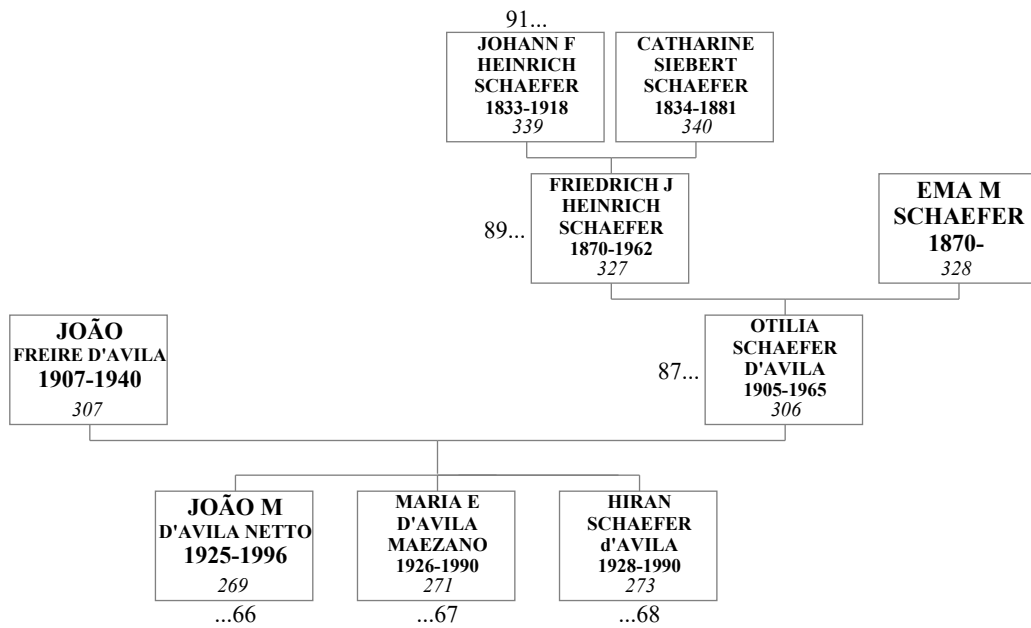 91...
JOHANN F
HEINRICH
SCHAEFER
1833-1918
339
CATHARINE
SIEBERT
SCHAEFER
1834-1881
340
89...
FRIEDRICH J
HEINRICH
SCHAEFER
1870-1962
327
EMA M
SCHAEFER
1870-
328
JOÃO
FREIRE D'AVILA
1907-1940
307
87...
OTILIA
SCHAEFER
D'AVILA
1905-1965
306
JOÃO M
D'AVILA NETTO
1925-1996
269
...66
MARIA E
D'AVILA
MAEZANO
1926-1990
271
...67
HIRAN
SCHAEFER
d'AVILA
1928-1990
273
...68